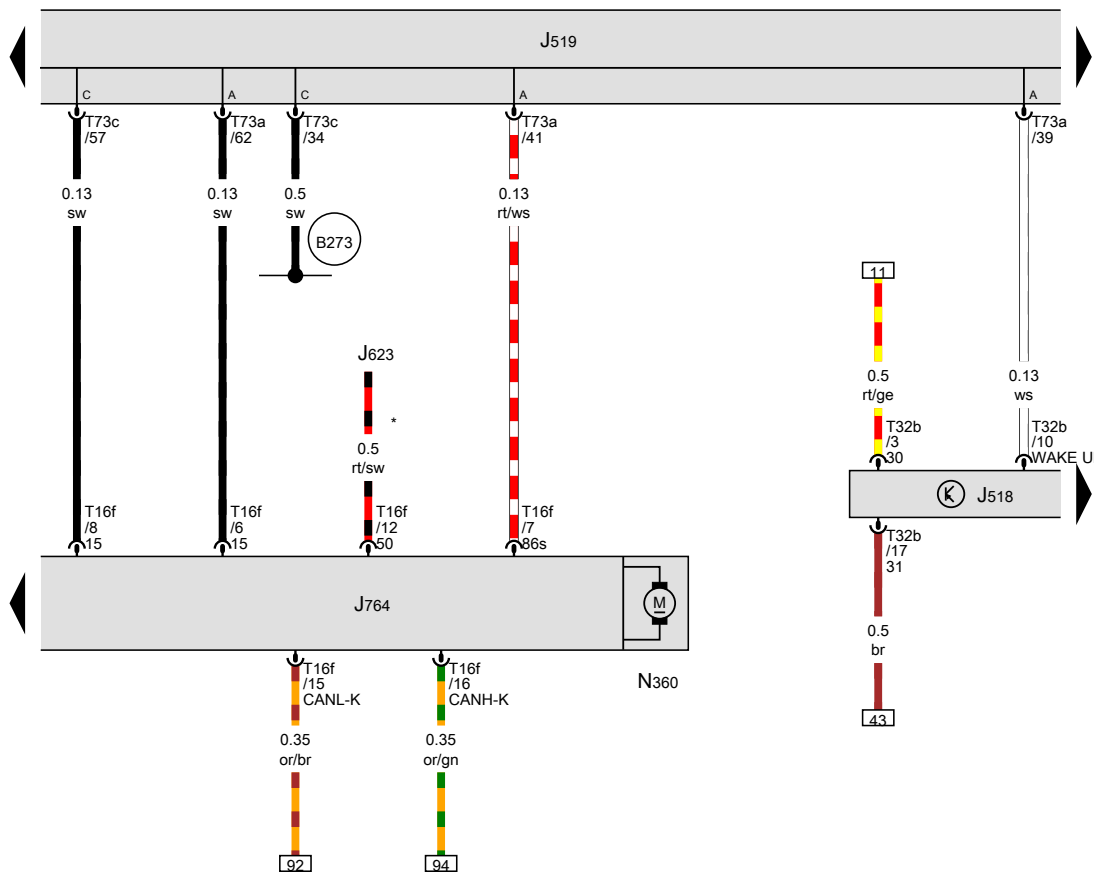 J519
C
A
C
A
A
T73c
/57
T73a
/62
T73c
/34
T73a
/41
T73a
/39
0.13
sw
0.13
sw
0.5
sw
0.13
rt/ws
B273
11
J623
*
0.5
rt/sw
0.5
rt/ge
0.13
ws
T32b
/3
30
T32b
/10
WAKE U
J518
T16f
/8
15
T16f
/6
15
T16f
/12
50
T16f
/7
86s
T32b
/17
31
J764
M
N360
0.5
br
T16f
/15
CANL-K
T16f
/16
CANH-K
43
0.35
or/br
0.35
or/gn
92
94